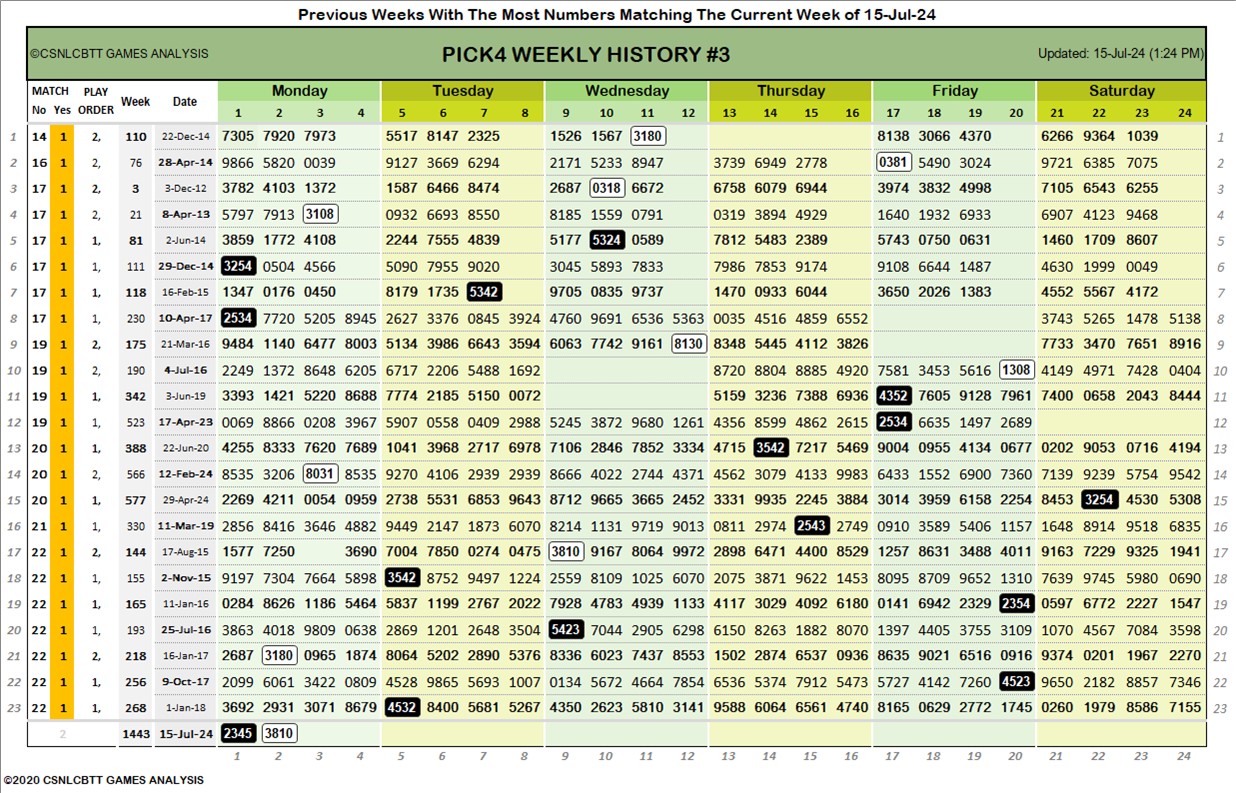 Previous Weeks With The Most Numbers Matching The Current Week of 15-Jul-24
©CSNLCBTT GAMES ANALYSIS PICK4 WEEKLY HISTORY #3 Updated: 15-Jul-24 (1:24 PM)
MATCH PLAY Week Date Monday Tuesday Wednesday Thursday Friday Saturday
No Yes ORDER 1 2 3 4 5 6 7 8 9 10 11 12 13 14 15 16 17 18 19 20 21 22 23 24
1 14 1 2, 110 22-Dec-14 7305 7920 7973 5517 8147 2325 1526 1567 3180 8138 3066 4370 6266 9364 1039 1
2 16 1 2, 76 28-Apr-14 9866 5820 0039 9127 3669 6294 2171 5233 8947 3739 6949 2778 0381 5490 3024 9721 6385 7075 2
3 17 1 2, 3 3-Dec-12 3782 4103 1372 1587 6466 8474 2687 0318 6672 6758 6079 6944 3974 3832 4998 7105 6543 6255 3
4 17 1 2, 21 8-Apr-13 5797 7913 3108 0932 6693 8550 8185 1559 0791 0319 3894 4929 1640 1932 6933 6907 4123 9468 4
5 17 1 1, 81 2-Jun-14 3859 1772 4108 2244 7555 4839 5177 5324 0589 7812 5483 2389 5743 0750 0631 1460 1709 8607 5
6 17 1 1, 111 29-Dec-14 3254 0504 4566 5090 7955 9020 3045 5893 7833 7986 7853 9174 9108 6644 1487 4630 1999 0049 6
7 17 1 1, 118 16-Feb-15 1347 0176 0450 8179 1735 5342 9705 0835 9737 1470 0933 6044 3650 2026 1383 4552 5567 4172 7
8 17 1 1, 230 10-Apr-17 2534 7720 5205 8945 2627 3376 0845 3924 4760 9691 6536 5363 0035 4516 4859 6552 3743 5265 1478 5138 8
9 19 1 2, 175 21-Mar-16 9484 1140 6477 8003 5134 3986 6643 3594 6063 7742 9161 8130 8348 5445 4112 3826 7733 3470 7651 8916 9
10 19 1 2, 190 4-Jul-16 2249 1372 8648 6205 6717 2206 5488 1692 8720 8804 8885 4920 7581 3453 5616 1308 4149 4971 7428 0404 10
11 19 1 1, 342 3-Jun-19 3393 1421 5220 8688 7774 2185 5150 0072 5159 3236 7388 6936 4352 7605 9128 7961 7400 0658 2043 8444 11
12 19 1 1, 523 17-Apr-23 0069 8866 0208 3967 5907 0558 0409 2988 5245 3872 9680 1261 4356 8599 4862 2615 2534 6635 1497 2689 12
13 20 1 1, 388 22-Jun-20 4255 8333 7620 7689 1041 3968 2717 6978 7106 2846 7852 3334 4715 3542 7217 5469 9004 0955 4134 0677 0202 9053 0716 4194 13
14 20 1 2, 566 12-Feb-24 8535 3206 8031 8535 9270 4106 2939 2939 8666 4022 2744 4371 4562 3079 4133 9983 6433 1552 6900 7360 7139 9239 5754 9542 14
15 20 1 1, 577 29-Apr-24 2269 4211 0054 0959 2738 5531 6853 9643 8712 9665 3665 2452 3331 9935 2245 3884 3014 3959 6158 2254 8453 3254 4530 5308 15
16 21 1 1, 330 11-Mar-19 2856 8416 3646 4882 9449 2147 1873 6070 8214 1131 9719 9013 0811 2974 2543 2749 0910 3589 5406 1157 1648 8914 9518 6835 16
17 22 1 2, 144 17-Aug-15 1577 7250 3690 7004 7850 0274 0475 3810 9167 8064 9972 2898 6471 4400 8529 1257 8631 3488 4011 9163 7229 9325 1941 17
18 22 1 1, 155 2-Nov-15 9197 7304 7664 5898 3542 8752 9497 1224 2559 8109 1025 6070 2075 3871 9622 1453 8095 8709 9652 1310 7639 9745 5980 0690 18
19 22 1 1, 165 11-Jan-16 0284 8626 1186 5464 5837 1199 2767 2022 7928 4783 4939 1133 4117 3029 4092 6180 0141 6942 2329 2354 0597 6772 2227 1547 19
20 22 1 1, 193 25-Jul-16 3863 4018 9809 0638 2869 1201 2648 3504 5423 7044 2905 6298 6150 8263 1882 8070 1397 4405 3755 3109 1070 4567 7084 3598 20
21 22 1 2, 218 16-Jan-17 2687 3180 0965 1874 8064 5202 2890 5376 8336 6023 7437 8553 1502 2874 6537 0936 8635 9021 6516 0916 9374 0201 1967 2270 21
22 22 1 1, 256 9-Oct-17 2099 6061 3422 0809 4528 9865 5693 1007 0134 5672 4664 7854 6536 5374 7912 5473 5727 4142 7260 4523 9650 2182 8857 7346 22
23 22 1 1, 268 1-Jan-18 3692 2931 3071 8679 4532 8400 5681 5267 4350 2623 5810 3141 9588 6064 6561 4740 8165 0629 2772 1745 0260 1979 8586 7155 23
2 1443 15-Jul-24 2345 3810
1 2 3 4 5 6 7 8 9 10 11 12 13 14 15 16 17 18 19 20 21 22 23 24
©2020 CSNLCBTT GAMES ANALYSIS